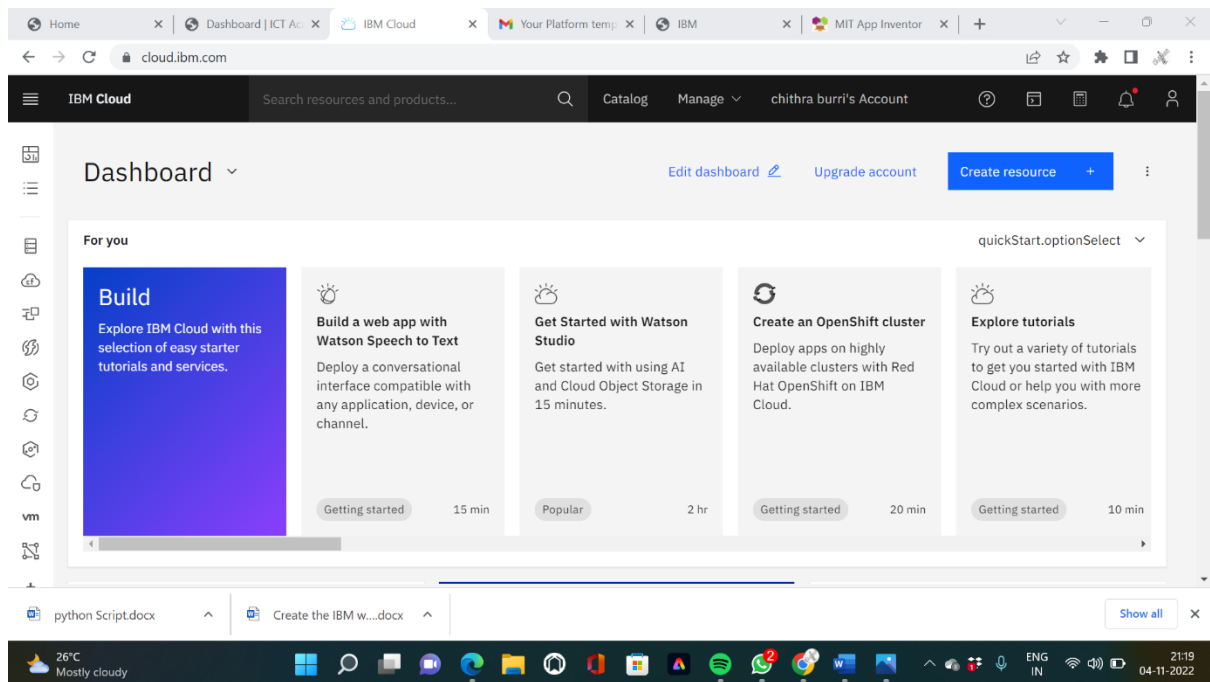 Home
Dashboard | ICT Ac
IBM Cloud
Your Platform temp
IBM
MIT App Inventor
cloud.ibm.com
IBM Cloud
Search resources and products...
Catalog
Manage
chithra burri's Account
Dashboard
Edit dashboard
Upgrade account
Create resource +
For you
quickStart.optionSelect
Build
Explore IBM Cloud with this
selection of easy starter
tutorials and services.
Build a web app with
Watson Speech to Text
Deploy a conversational
interface compatible with
any application, device, or
channel.
Getting started
15 min
Get Started with Watson
Studio
Get started with using AI
and Cloud Object Storage in
15 minutes.
Popular
2 hr
Create an OpenShift cluster
Deploy apps on highly
available clusters with Red
Hat OpenShift on IBM
Cloud.
Getting started
20 min
Explore tutorials
Try out a variety of tutorials
to get you started with IBM
Cloud or help you with more
complex scenarios.
Getting started
10 min
vm
python Script.docx
Create the IBM w....docx
Show all
26°C
Mostly cloudy
2
ENG
IN
21:19
04-11-2022